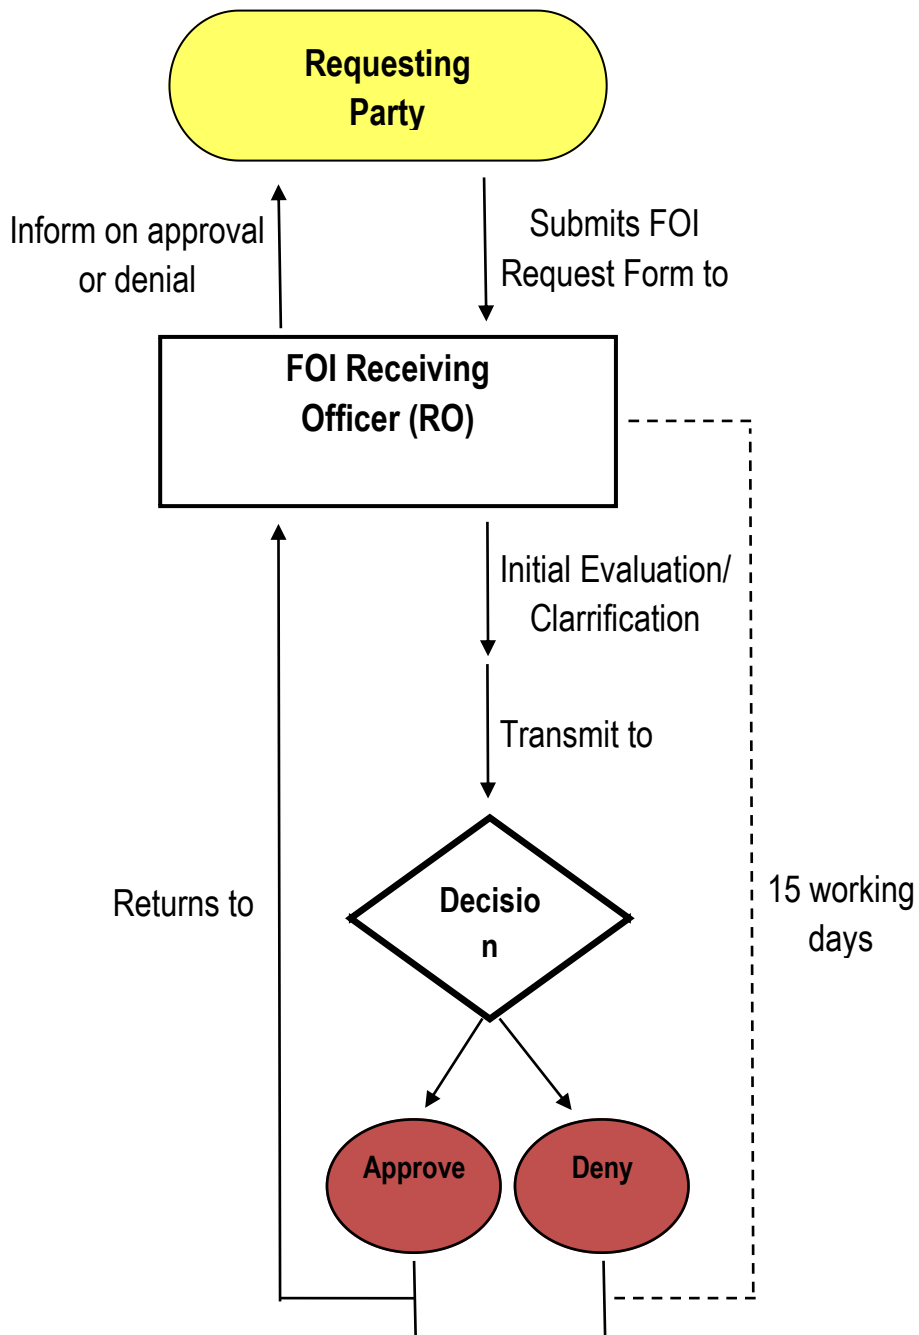 Requesting
Party
Inform on approval
or denial
Submits FOI
Request Form to
FOI Receiving
Officer (RO)
Initial Evaluation/
Clarrification
Transmit to
Returns to
Decisio
n
15 working
days
Approve
Deny